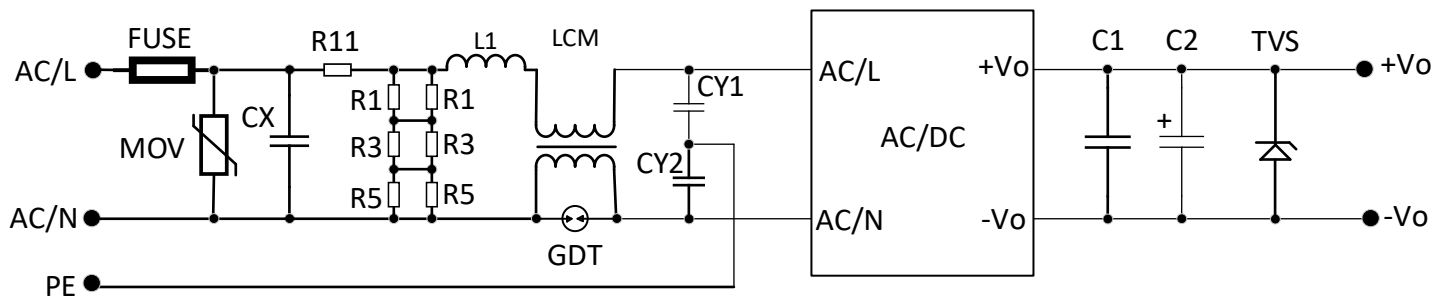 FUSE
R11
L1
LCM
C1
C2
TVS
AC/L
AC/L
+Vo
+Vo
R1
R1
CY1
CX
MOV
R3
R3
AC/DC
+
CY2
R5
R5
AC/N
AC/N
-Vo
-Vo
GDT
PE